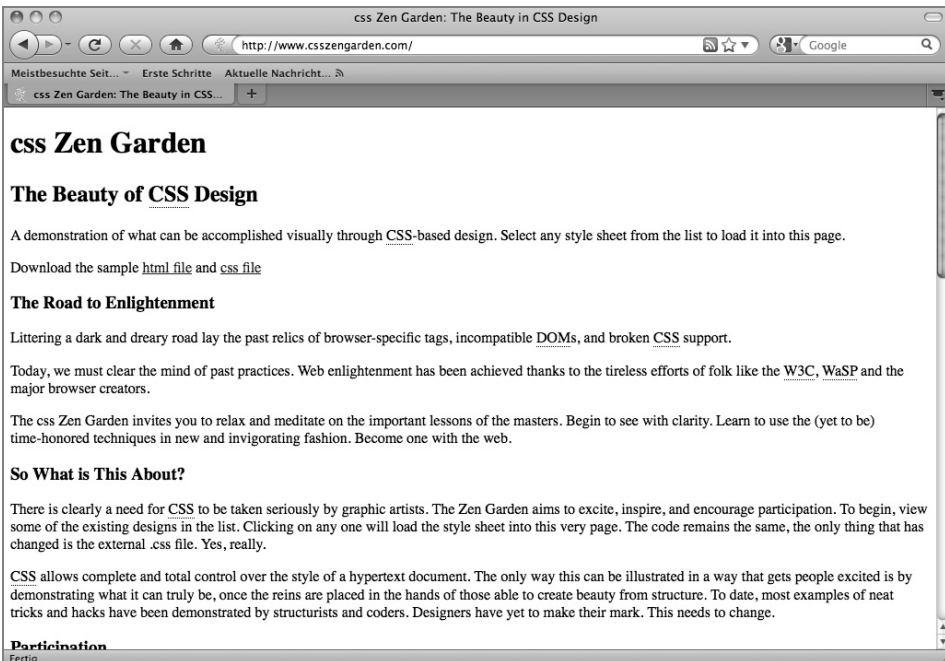 css Zen Garden: The Beauty in CSS Design
http://www.csszengarden.com/
Google
Meistbesuchte Seit... Erste Schritte Aktuelle Nachricht...
css Zen Garden: The Beauty in CSS... +
css Zen Garden
The Beauty of CSS Design
A demonstration of what can be accomplished visually through CSS-based design. Select any style sheet from the list to load it into this page.
Download the sample html file and css file
The Road to Enlightenment
Littering a dark and dreary road lay the past relics of browser-specific tags, incompatible DOMs, and broken CSS support.
Today, we must clear the mind of past practices. Web enlightenment has been achieved thanks to the tireless efforts of folk like the W3C, WaSP and the
major browser creators.
The css Zen Garden invites you to relax and meditate on the important lessons of the masters. Begin to see with clarity. Learn to use the (yet to be)
time-honored techniques in new and invigorating fashion. Become one with the web.
So What is This About?
There is clearly a need for CSS to be taken seriously by graphic artists. The Zen Garden aims to excite, inspire, and encourage participation. To begin, view
some of the existing designs in the list. Clicking on any one will load the style sheet into this very page. The code remains the same, the only thing that has
changed is the external .css file. Yes, really.
CSS allows complete and total control over the style of a hypertext document. The only way this can be illustrated in a way that gets people excited is by
demonstrating what it can truly be, once the reins are placed in the hands of those able to create beauty from structure. To date, most examples of neat
tricks and hacks have been demonstrated by structurists and coders. Designers have yet to make their mark. This needs to change.
Participation
Fertig